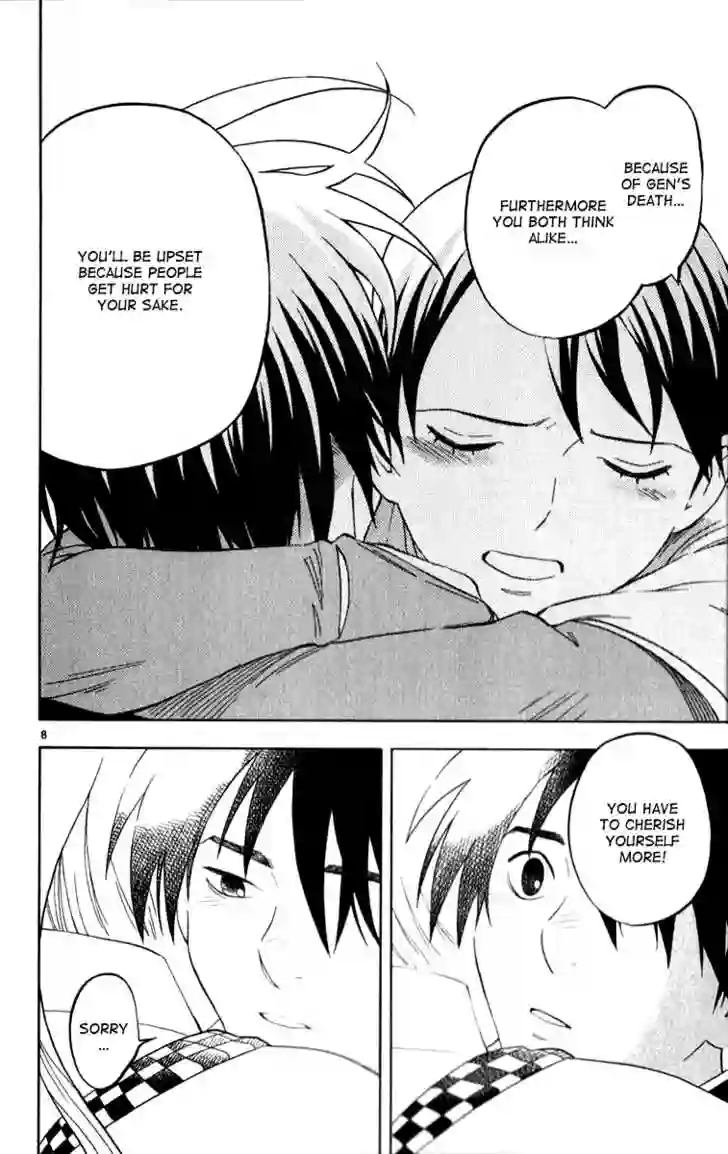 BECAUSE
OF GEN'S
DEATH...
FURTHERMORE
YOU BOTH THINK
ALIKE...
YOU'LL BE UPSET
BECAUSE PEOPLE
GET HURT FOR
YOUR SAKE.
8
YOU HAVE
TO CHERISH
YOURSELF
MORE!
SORRY
...